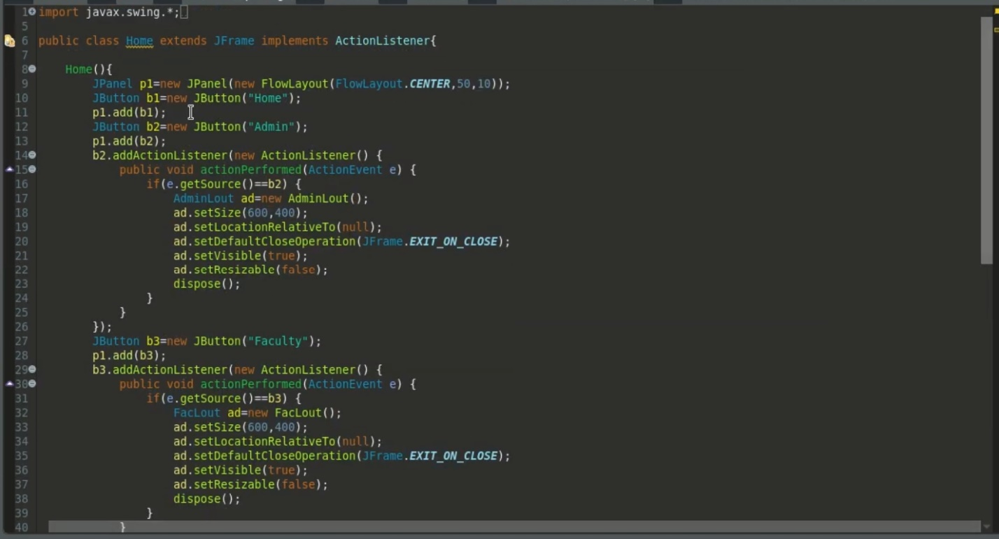 1 import javax.swing.*;
5
6 public class Home extends JFrame implements ActionListener{
7
8     Home(){
9         JPanel p1=new JPanel(new FlowLayout(FlowLayout.CENTER,50,10));
10         JButton b1=new JButton("Home");
11         p1.add(b1);
12         JButton b2=new JButton("Admin");
13         p1.add(b2);
14         b2.addActionListener(new ActionListener() {
15             public void actionPerformed(ActionEvent e) {
16                 if(e.getSource()==b2) {
17                     AdminLout ad=new AdminLout();
18                     ad.setSize(600,400);
19                     ad.setLocationRelativeTo(null);
20                     ad.setDefaultCloseOperation(JFrame.EXIT_ON_CLOSE);
21                     ad.setVisible(true);
22                     ad.setResizable(false);
23                     dispose();
24                 }
25             }
26         });
27         JButton b3=new JButton("Faculty");
28         p1.add(b3);
29         b3.addActionListener(new ActionListener() {
30             public void actionPerformed(ActionEvent e) {
31                 if(e.getSource()==b3) {
32                     FacLout ad=new FacLout();
33                     ad.setSize(600,400);
34                     ad.setLocationRelativeTo(null);
35                     ad.setDefaultCloseOperation(JFrame.EXIT_ON_CLOSE);
36                     ad.setVisible(true);
37                     ad.setResizable(false);
38                     dispose();
39                 }
40             }